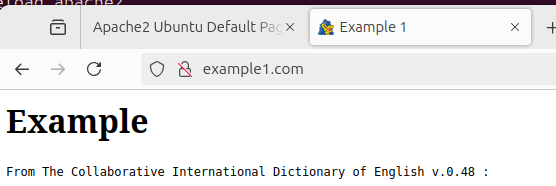 eload apache2
Apache2 Ubuntu Default Pag
Example 1
example1.com
Example
From The Collaborative International Dictionary of English v.0.48 :